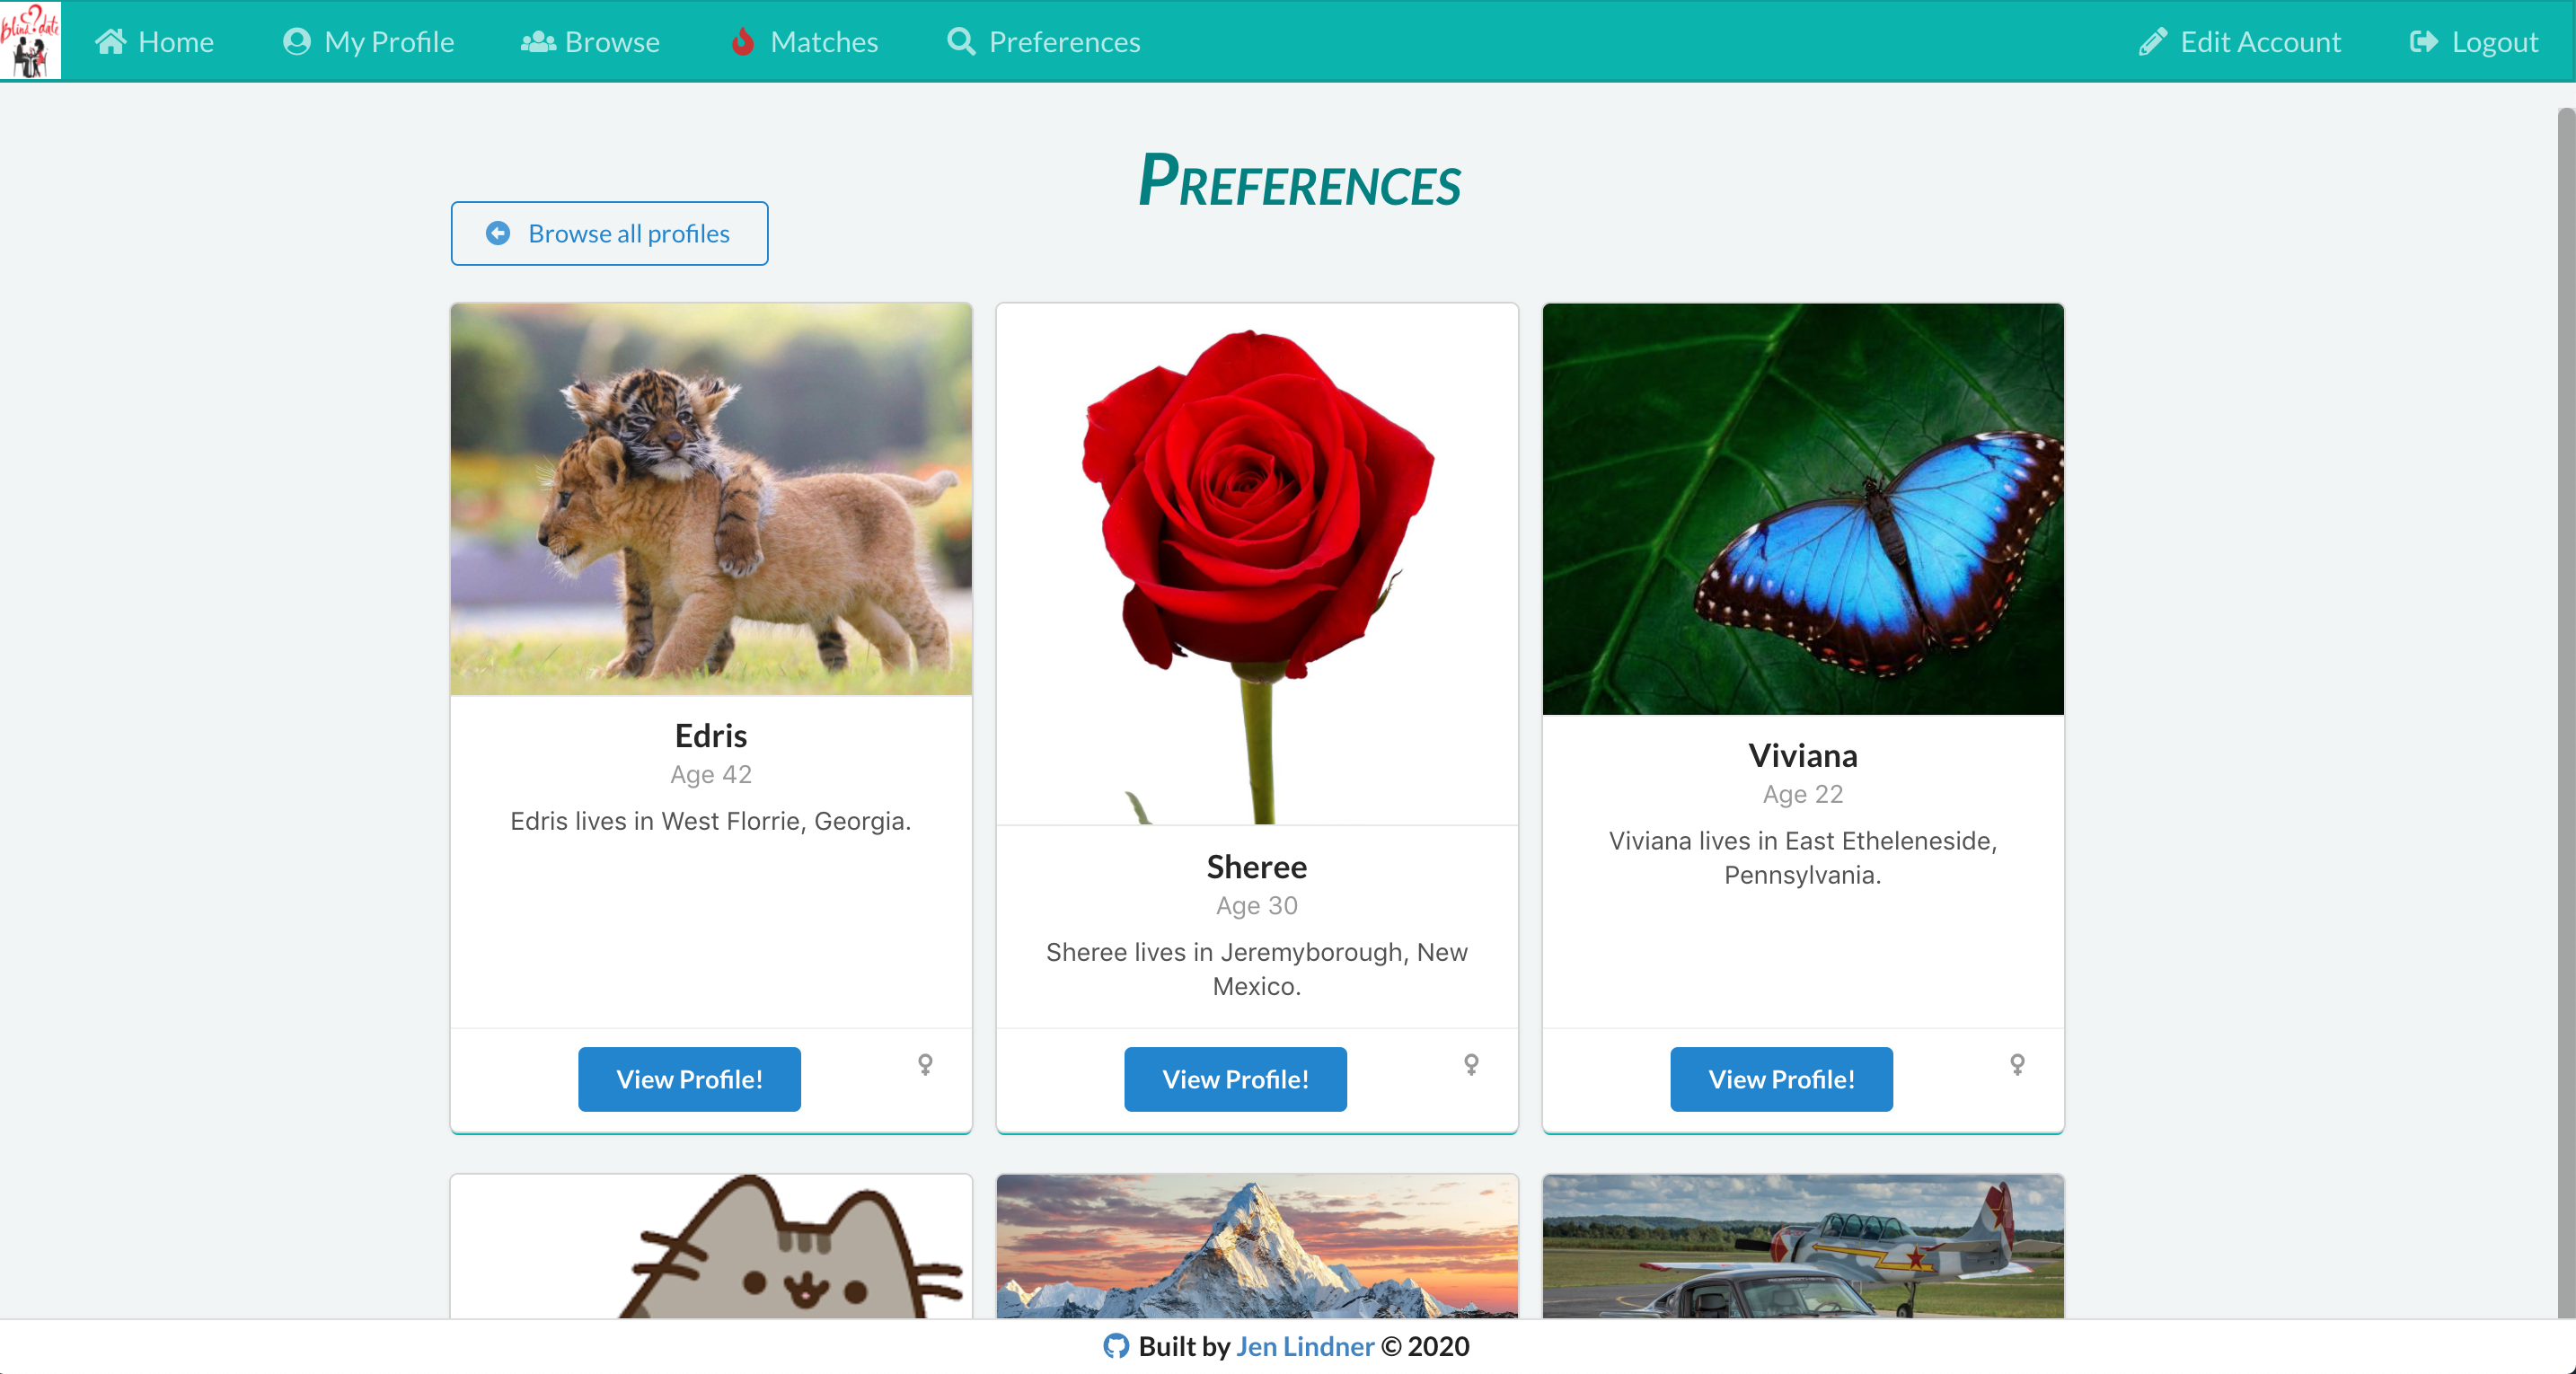 blind?date
Home
My Profile
Browse
Matches
Preferences
Edit Account
Logout
PREFERENCES
Browse all profiles
Edris
Age 42
Edris lives in West Florrie, Georgia.
View Profile!
Sheree
Age 30
Sheree lives in Jeremyborough, New
Mexico.
View Profile!
Viviana
Age 22
Viviana lives in East Etheleneside,
Pennsylvania.
View Profile!
Built by Jen Lindner © 2020